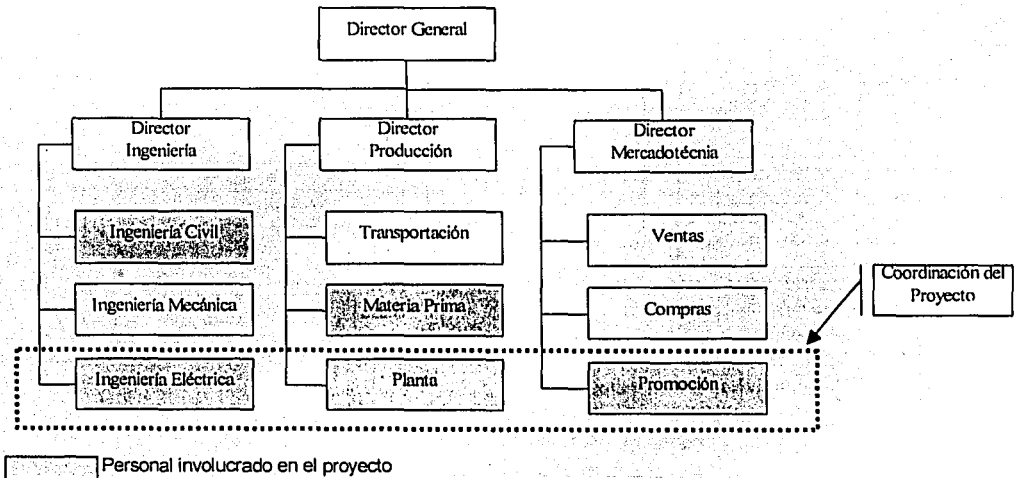 Director General
Director
Ingeniería
Director
Producción
Director
Mercadotécnia
Ingeniería Civil
Transportación
Ventas
Coordinación del
Proyecto
Ingeniería Mecánica
Materia Prima
Compras
Ingeniería Eléctrica
Planta
Promoción
Personal involucrado en el proyecto